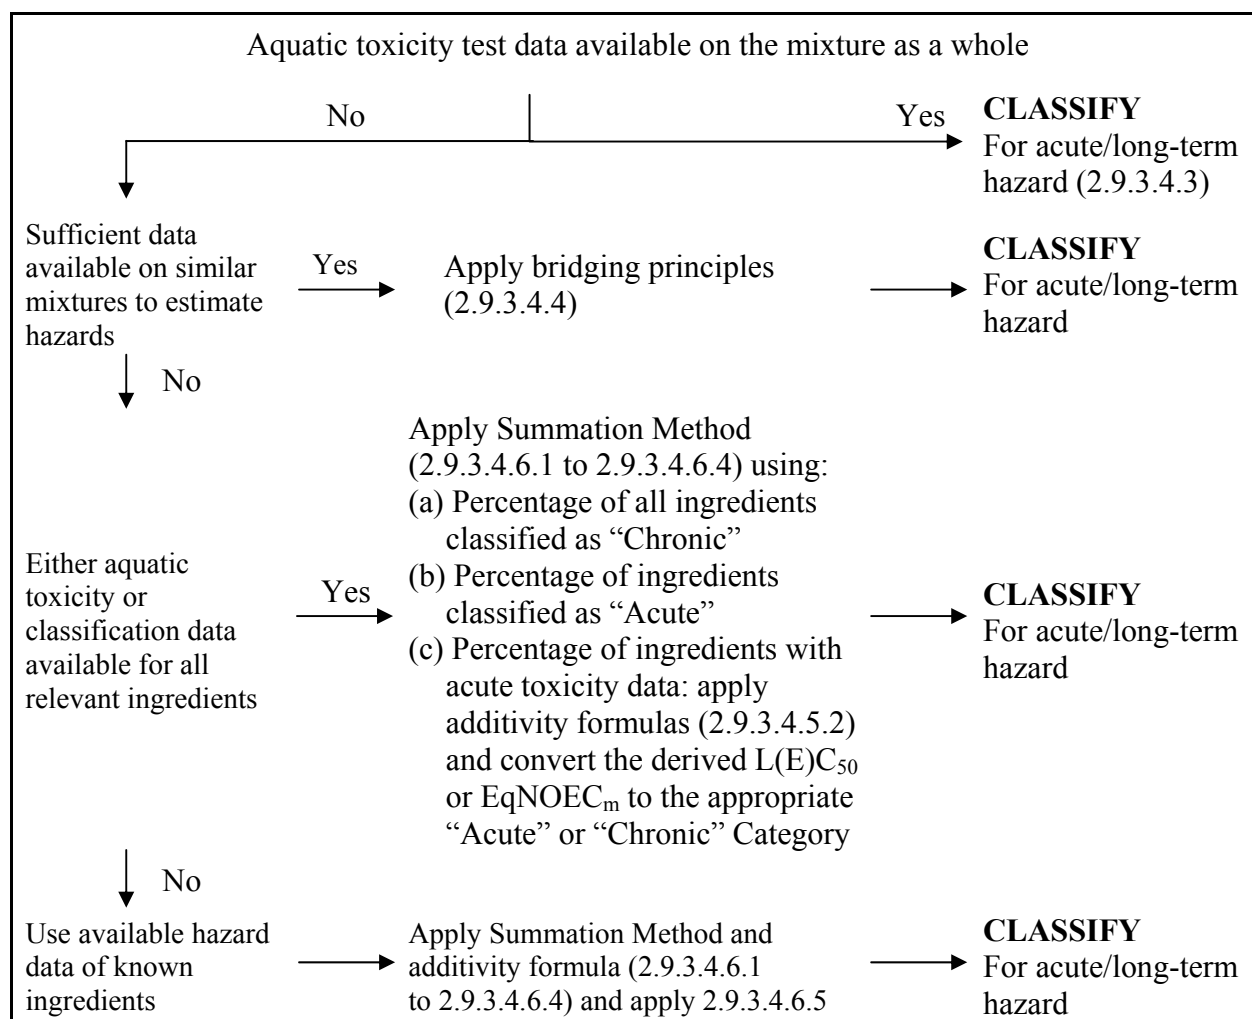 Aquatic toxicity test data available on the mixture as a whole
No
Yes
CLASSIFY
For acute/long-term
hazard (2.9.3.4.3)
Sufficient data
available on similar
mixtures to estimate
hazards
Yes
Apply bridging principles
(2.9.3.4.4)
CLASSIFY
For acute/long-term
hazard
No
Either aquatic
toxicity or
classification data
available for all
relevant ingredients
Yes
Apply Summation Method
(2.9.3.4.6.1 to 2.9.3.4.6.4) using:
(a) Percentage of all ingredients
classified as “Chronic”
(b) Percentage of ingredients
classified as “Acute”
(c) Percentage of ingredients with
acute toxicity data: apply
additivity formulas (2.9.3.4.5.2)
and convert the derived L(E)C₅₀
or EqNOECₘ to the appropriate
“Acute” or “Chronic” Category
CLASSIFY
For acute/long-term
hazard
No
Use available hazard
data of known
ingredients
Apply Summation Method and
additivity formula (2.9.3.4.6.1
to 2.9.3.4.6.4) and apply 2.9.3.4.6.5
CLASSIFY
For acute/long-term
hazard